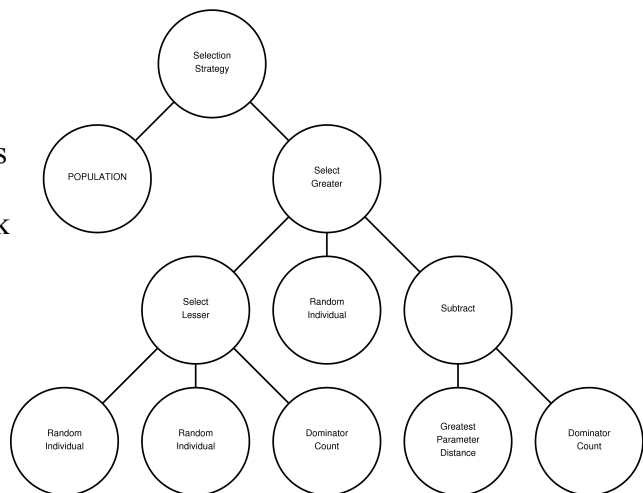 Selection
Strategy
s
POPULATION
Select
Greater
k
Select
Lesser
Random
Individual
Subtract
Random
Individual
Random
Individual
Dominator
Count
Greatest
Parameter
Distance
Dominator
Count